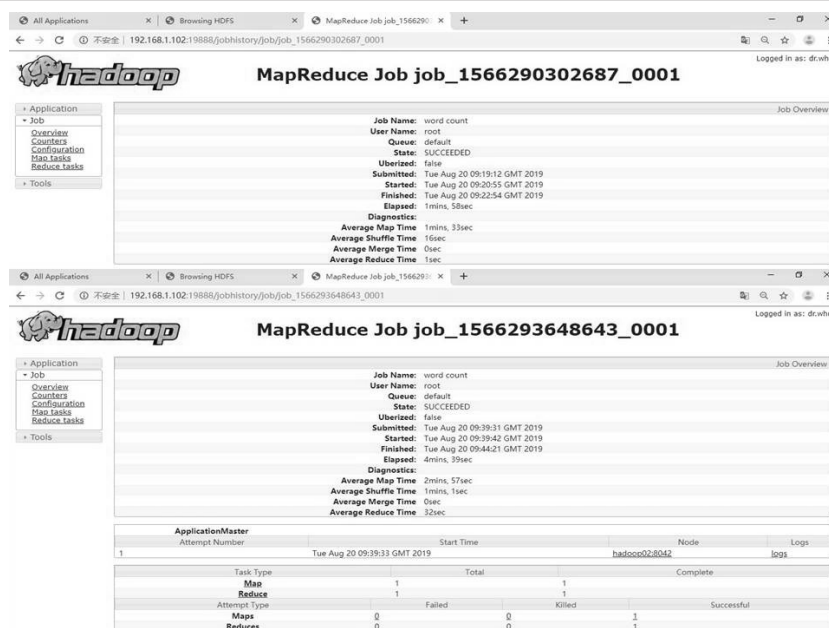 All Applications Browsing HDFS MapReduce Job job_156629
不安全 | 192.168.1.102:19888/jobhistory/job/job_1566290302687_0001
Logged in as: dr.wh
hadoop MapReduce Job job_1566290302687_0001
Application Job Overview
Job
Job Name: word count
Overview User Name: root
Counters Queue: default
Configuration State: SUCCEEDED
Map tasks Uberized: false
Reduce tasks Submitted: Tue Aug 20 09:19:12 GMT 2019
Tools Started: Tue Aug 20 09:20:55 GMT 2019
Finished: Tue Aug 20 09:22:54 GMT 2019
Elapsed: 1mins, 58sec
Diagnostics:
Average Map Time 1mins, 33sec
Average Shuffle Time 16sec
Average Merge Time 0sec
Average Reduce Time 1sec
All Applications Browsing HDFS MapReduce Job job_156629
不安全 | 192.168.1.102:19888/jobhistory/job/job_1566293648643_0001
Logged in as: dr.wh
hadoop MapReduce Job job_1566293648643_0001
Application Job Overview
Job
Job Name: word count
Overview User Name: root
Counters Queue: default
Configuration State: SUCCEEDED
Map tasks Uberized: false
Reduce tasks Submitted: Tue Aug 20 09:39:31 GMT 2019
Tools Started: Tue Aug 20 09:39:42 GMT 2019
Finished: Tue Aug 20 09:44:21 GMT 2019
Elapsed: 4mins, 39sec
Diagnostics:
Average Map Time 2mins, 57sec
Average Shuffle Time 1mins, 1sec
Average Merge Time 0sec
Average Reduce Time 32sec
ApplicationMaster
Attempt Number Start Time Node Logs
1 Tue Aug 20 09:39:33 GMT 2019 hadoop02:8042 logs
Task Type Total Complete
Map 1 1
Reduce 1 1
Attempt Type Failed Killed Successful
Maps 0 0 1
Reduces 0 0 1